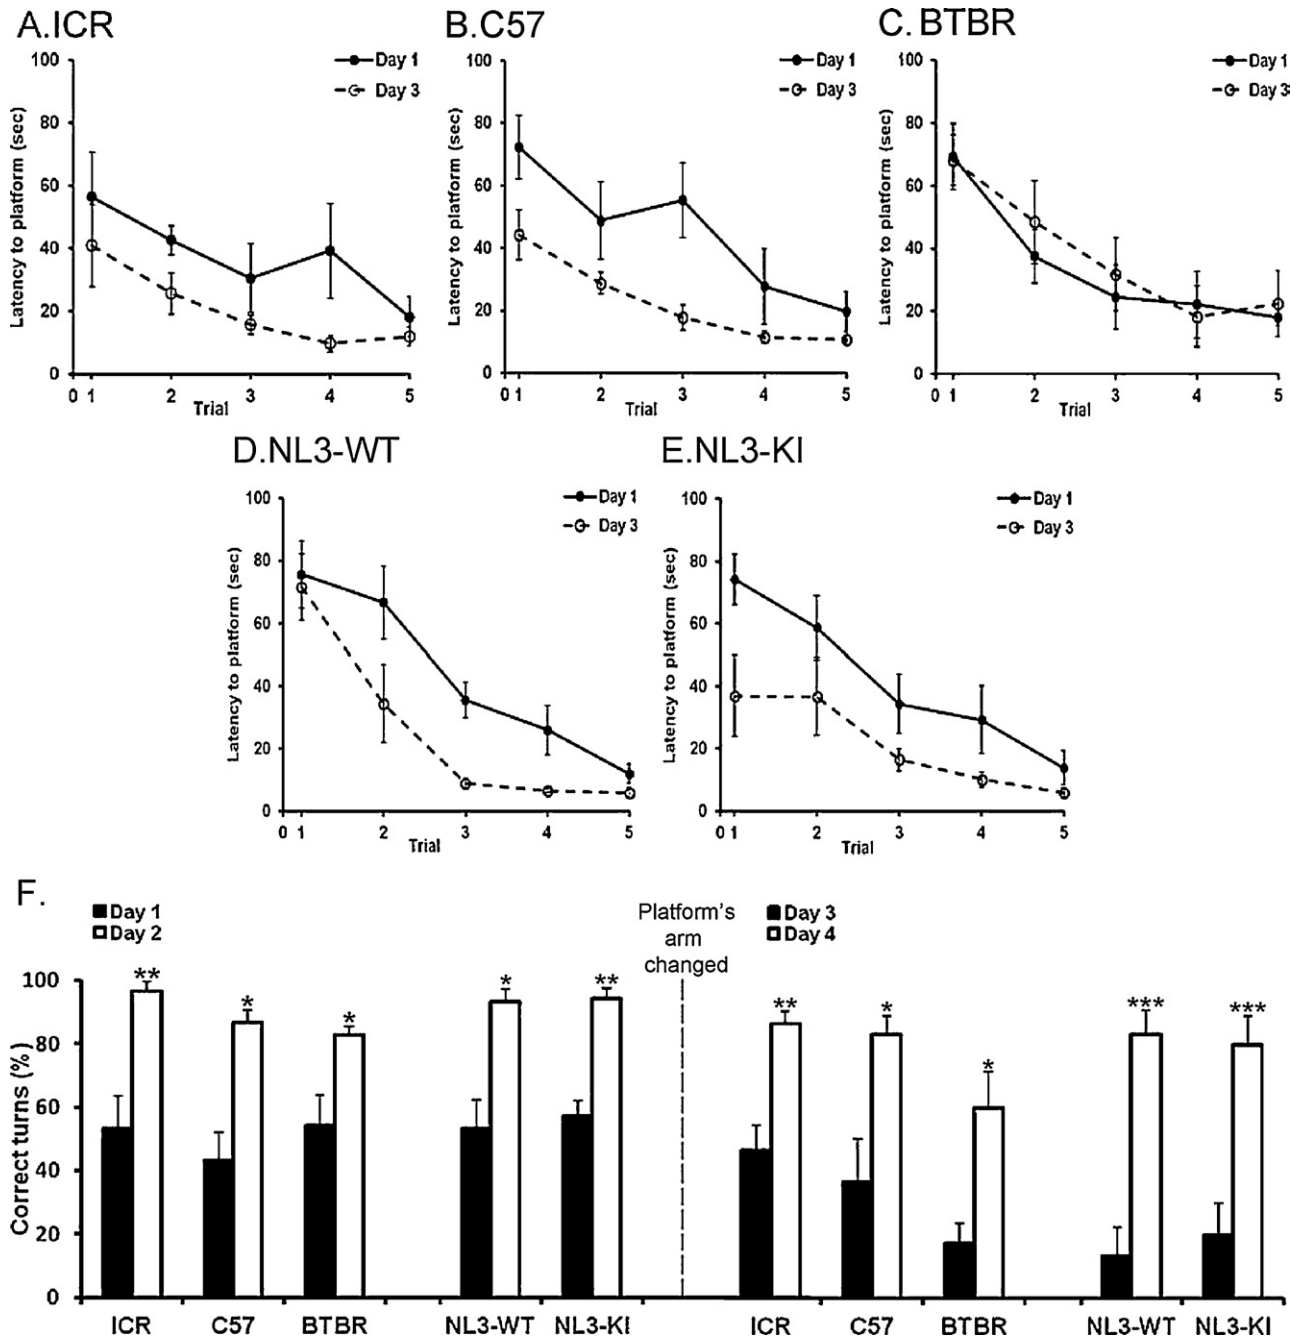 A.ICR
B.C57
C.BTBR
Day 1
Day 3
Day 1
Day 3
Day 1
Day 3
Latency to platform (sec)
100
80
60
40
20
0
0 1 2 3 4 5
Trial
Latency to platform (sec)
100
80
60
40
20
0
0 1 2 3 4 5
Trial
Latency to platform (sec)
100
80
60
40
20
0
0 1 2 3 4 5
Trial
D.NL3-WT
E.NL3-KI
Day 1
Day 3
Day 1
Day 3
Latency to platform (sec)
100
80
60
40
20
0
0 1 2 3 4 5
Trial
Latency to platform (sec)
100
80
60
40
20
0
0 1 2 3 4 5
Trial
F.
Day 1
Day 2
Platform's
arm
changed
Day 3
Day 4
Correct turns (%)
100
80
60
40
20
0
** * * * ** ** * * *** ***
ICR C57 BTBR NL3-WT NL3-KI ICR C57 BTBR NL3-WT NL3-KI